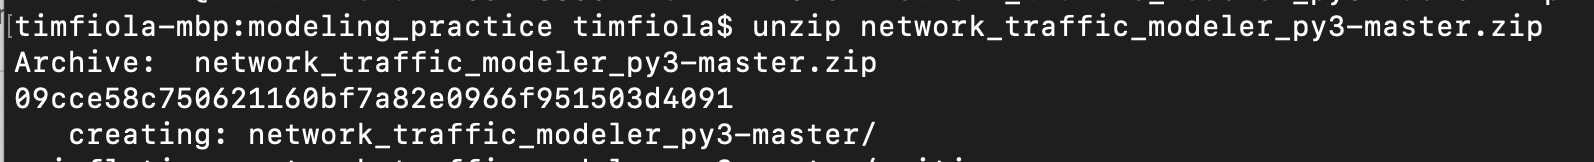 [timfiola-mbp:modeling_practice timfiola$ unzip network_traffic_modeler_py3-master.zip
Archive:  network_traffic_modeler_py3-master.zip
09cce58c750621160bf7a82e0966f951503d4091
   creating: network_traffic_modeler_py3-master/